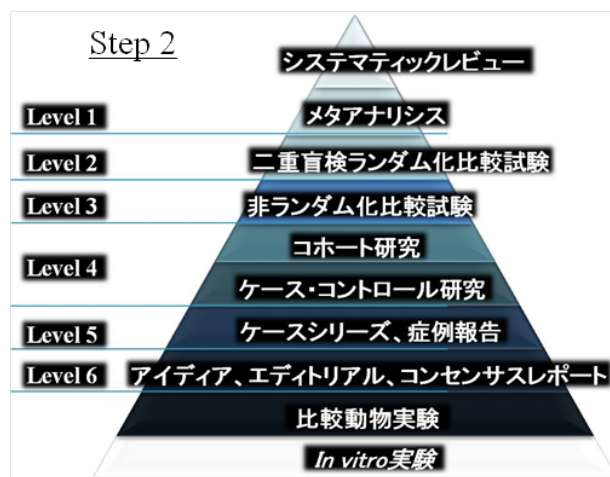 Step 2
システマティックレビュー
Level 1
メタアナリシス
Level 2
二重盲検ランダム化比較試験
Level 3
非ランダム化比較試験
コホート研究
Level 4
ケース・コントロール研究
Level 5
ケースシリーズ、症例報告
Level 6
アイディア、エディトリアル、コンセンサスレポート
比較動物実験
In vitro実験